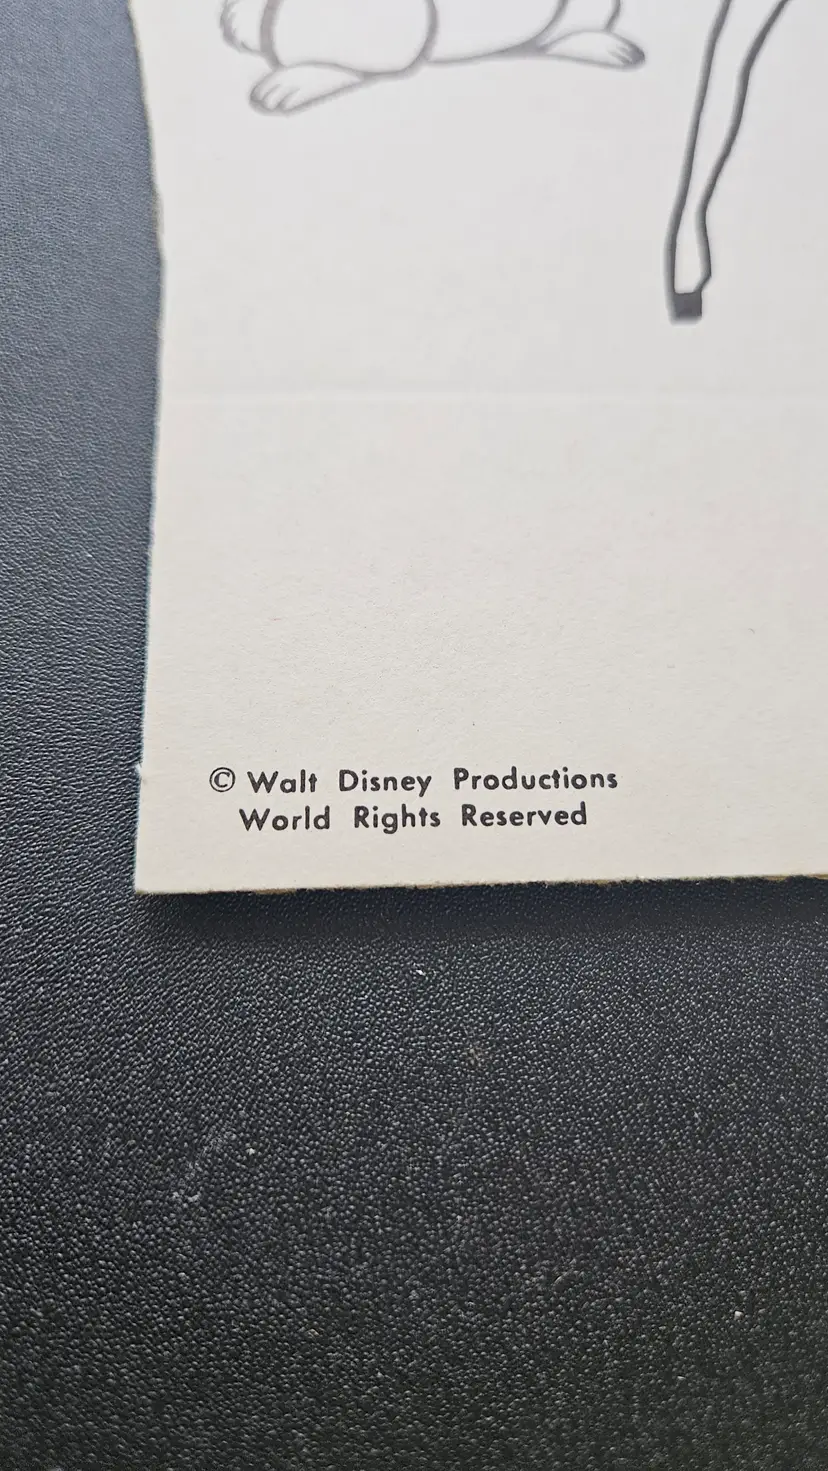 © Walt Disney Productions
World Rights Reserved